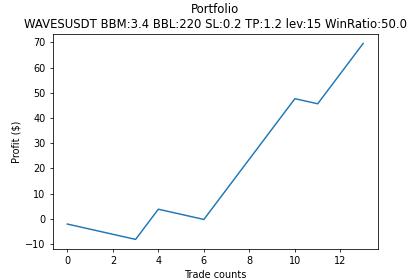 Portfolio
WAVESUSDT BBM:3.4 BBL:220 SL:0.2 TP:1.2 lev:15 WinRatio:50.0
70
60
50
40
30
20
10
0
−10
Profit ($)
0 2 4 6 8 10 12
Trade counts